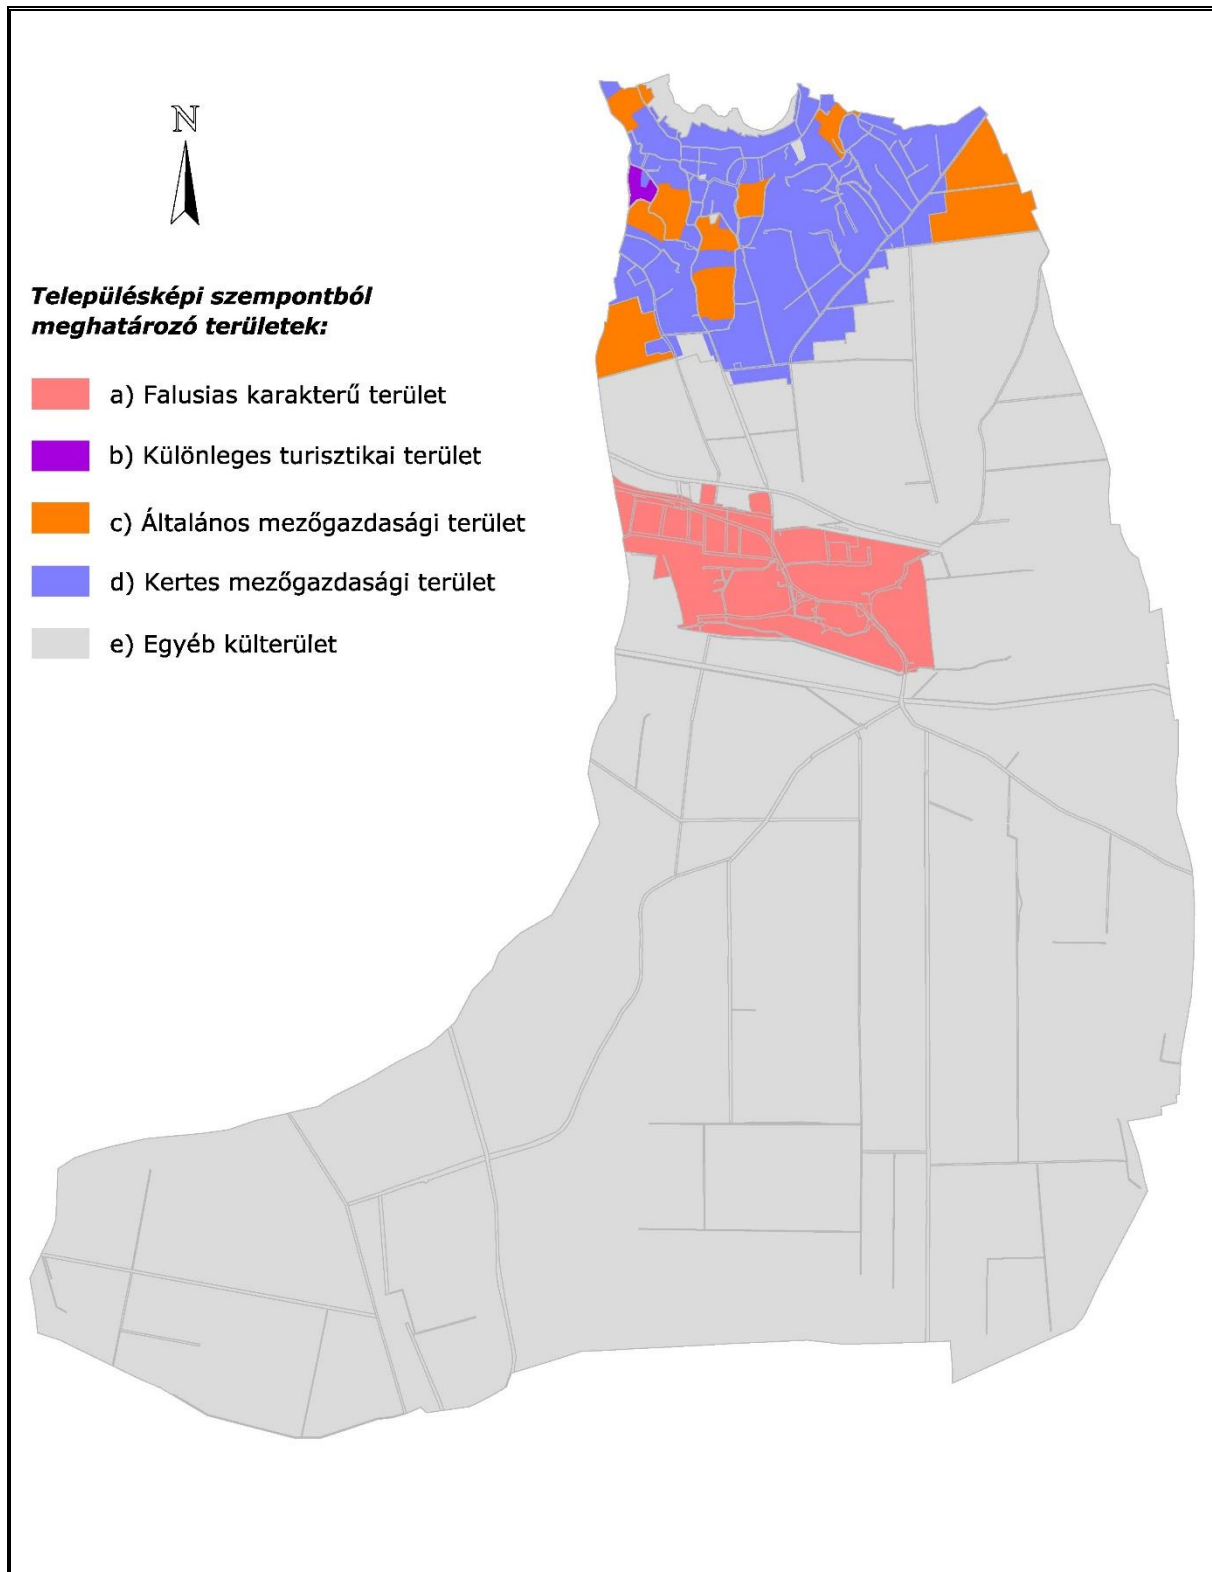 N
Településképi szempontból
meghatározó területek:
a) Falusias karakterű terület
b) Különleges turisztikai terület
c) Általános mezőgazdasági terület
d) Kertes mezőgazdasági terület
e) Egyéb külterület